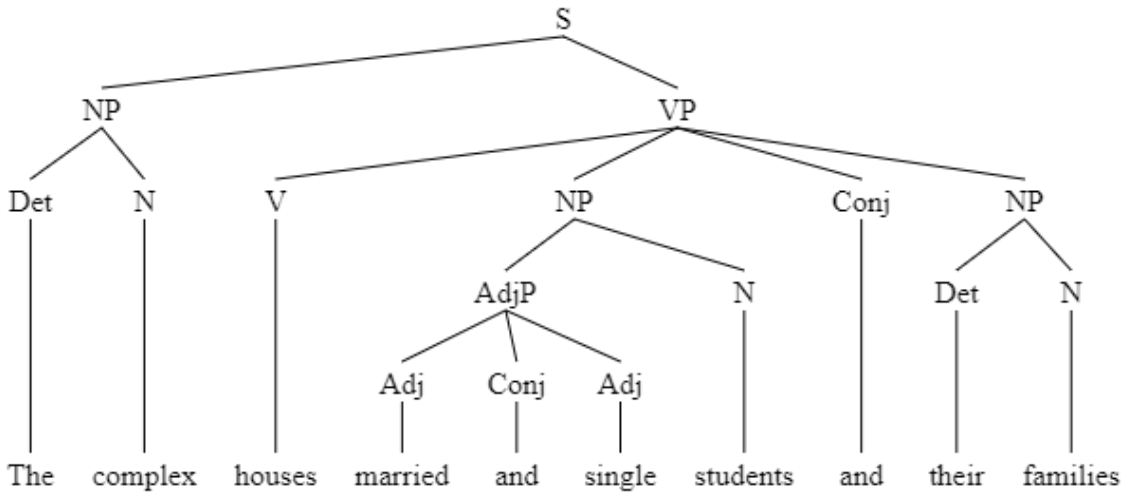 S
NP VP
Det N V NP Conj NP
AdjP N Det N
Adj Conj Adj
The complex houses married and single students and their families